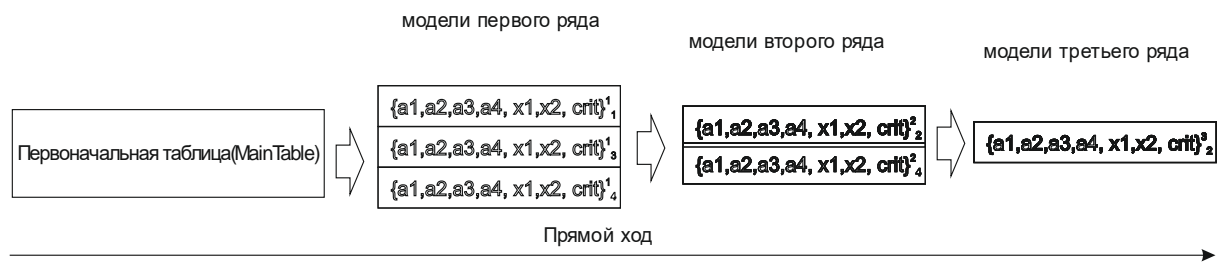 модели первого ряда
модели второго ряда
модели третьего ряда
Первоначальная таблица(MainTable)
{a1,a2,a3,a4, x1,x2, crit}¹₁
{a1,a2,a3,a4, x1,x2, crit}¹₃
{a1,a2,a3,a4, x1,x2, crit}¹₄
{a1,a2,a3,a4, x1,x2, crit}²₂
{a1,a2,a3,a4, x1,x2, crit}²₄
{a1,a2,a3,a4, x1,x2, crit}³₂
Прямой ход